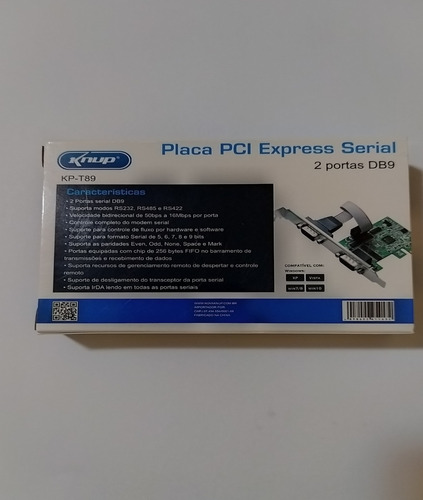 Knup
Placa PCI Express Serial
2 portas DB9
KP-T89
Características
• 2 Portas serial DB9
• Suporta modos RS232, RS485 e RS422
• Velocidade bidirecional de 50bps a 16Mbps por porta
• Controle completo do modem serial
• Suporte para controle de fluxo por hardware e software
• Suporte para formato Serial de 5, 6, 7, 8 e 9 bits
• Suporta as paridades Even, Odd, None, Space e Mark
• Portas equipadas com chip de 256 bytes FIFO no barramento de
transmissões e recebimento de dados
• Suporta recursos de gerenciamento remoto de despertar e controle
remoto
• Suporte de desligamento do transceptor da porta serial
• Suporta IrDA lendo em todas as portas seriais
COMPATÍVEL COM:
Windows:
XP
Vista